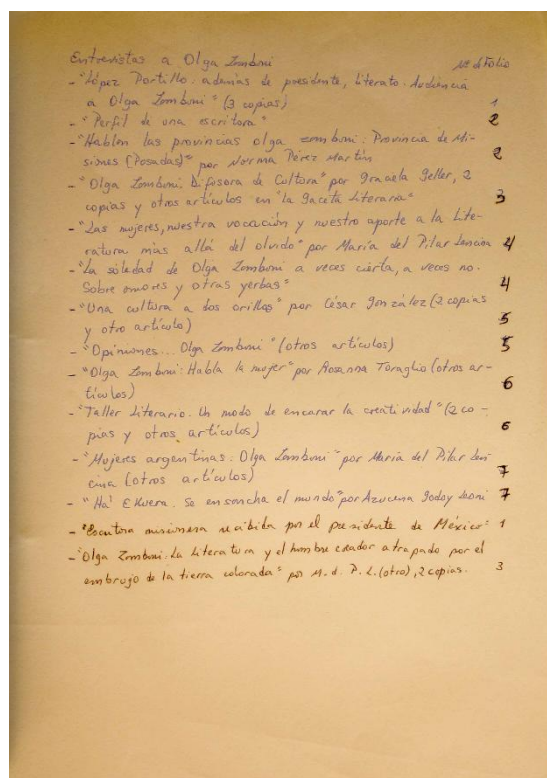 Entrevistas a Olga Zamboni Nº de folio
- "López Portillo: además de presidente, literato. Audiencia
a Olga Zamboni" (3 copias) 1
- "Perfil de una escritora" 2
- "Hablan las provincias olga zamboni: Provincia de Mi-
siones (Posadas)" por Norma Pérez Martín 2
- "Olga Zamboni: Difusora de Cultura" por Graciela Geller, 2
copias y otros artículos en "la Gaceta Literaria" 3
- "Las mujeres, nuestra vocación y nuestro aporte a la Lite-
ratura más allá del olvido" por María del Pilar Lencina 4
- "La soledad de Olga Zamboni a veces cierta, a veces no.
Sobre amores y otras yerbas" 4
- "Una cultura a dos orillas" por César González (2 copias
y otro artículo) 5
- "Opiniones... Olga Zamboni" (otros artículos) 5
- "Olga Zamboni: Habla la mujer" por Rosanna Toraglio (otros ar-
tículos) 6
- "Taller Literario. Un modo de encarar la creatividad" (2 co-
pias y otros artículos) 6
- "Mujeres argentinas: Olga Zamboni" por María del Pilar Len-
cina (otros artículos) 7
- "Ha' E Kuera. Se ensancha el mundo" por Azucena Godoy 7
- "Escritora misionera recibida por el presidente de México" 1
- "Olga Zamboni: La literatura y el hombre creador atrapado por el
embrujo de la tierra colorada" por M. d. P. L. (otro), 2 copias. 3